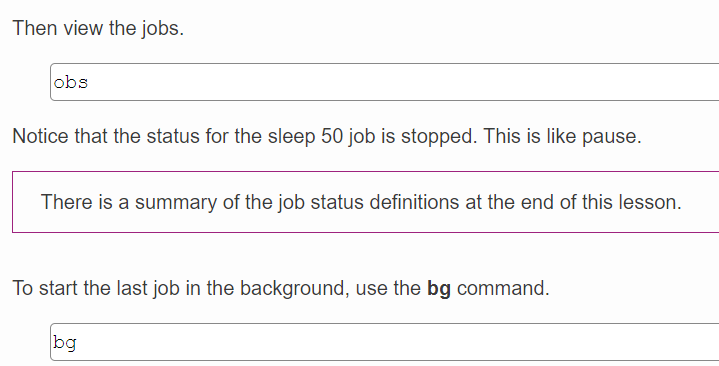 Then view the jobs.
obs
Notice that the status for the sleep 50 job is stopped. This is like pause.
There is a summary of the job status definitions at the end of this lesson.
To start the last job in the background, use the bg command.
bg